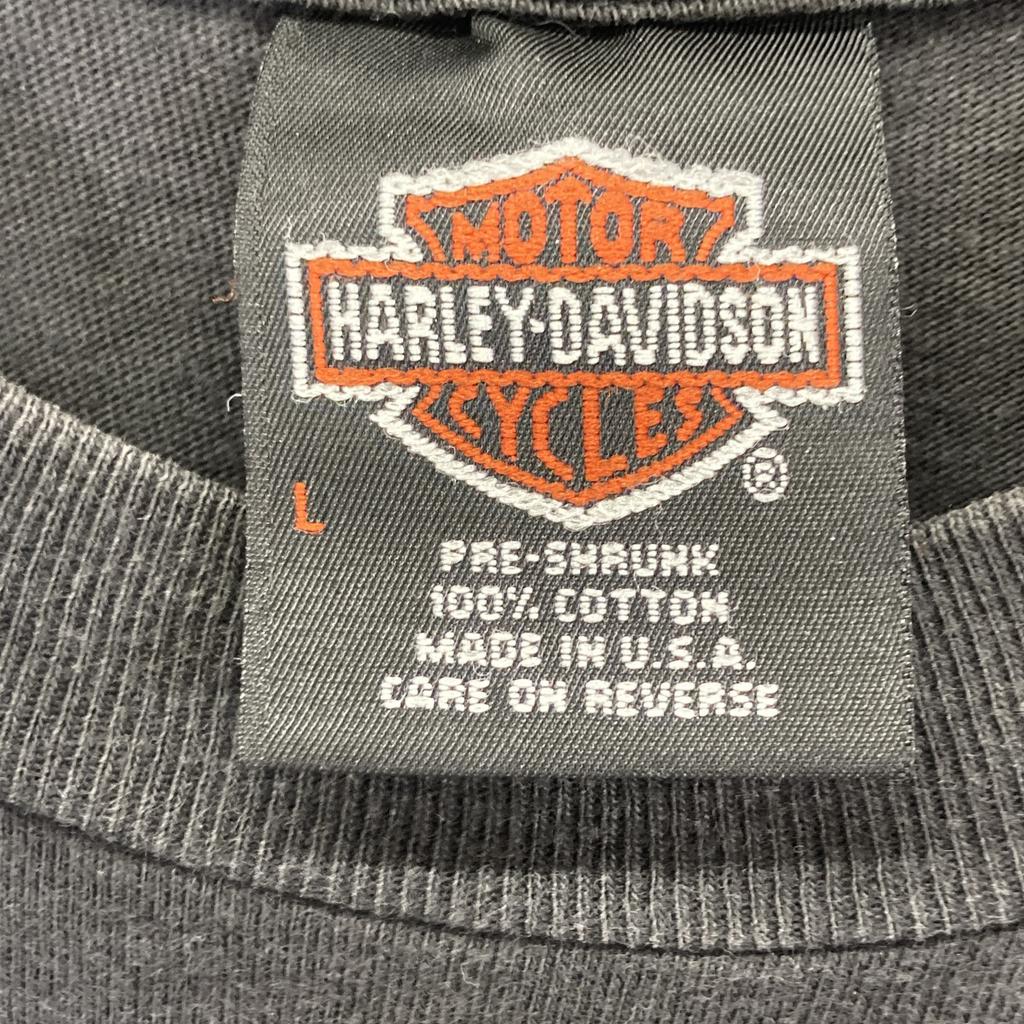 MOTOR
HARLEY-DAVIDSON
CYCLES
®
L
PRE-SHRUNK
100% COTTON
MADE IN U.S.A.
CARE ON REVERSE